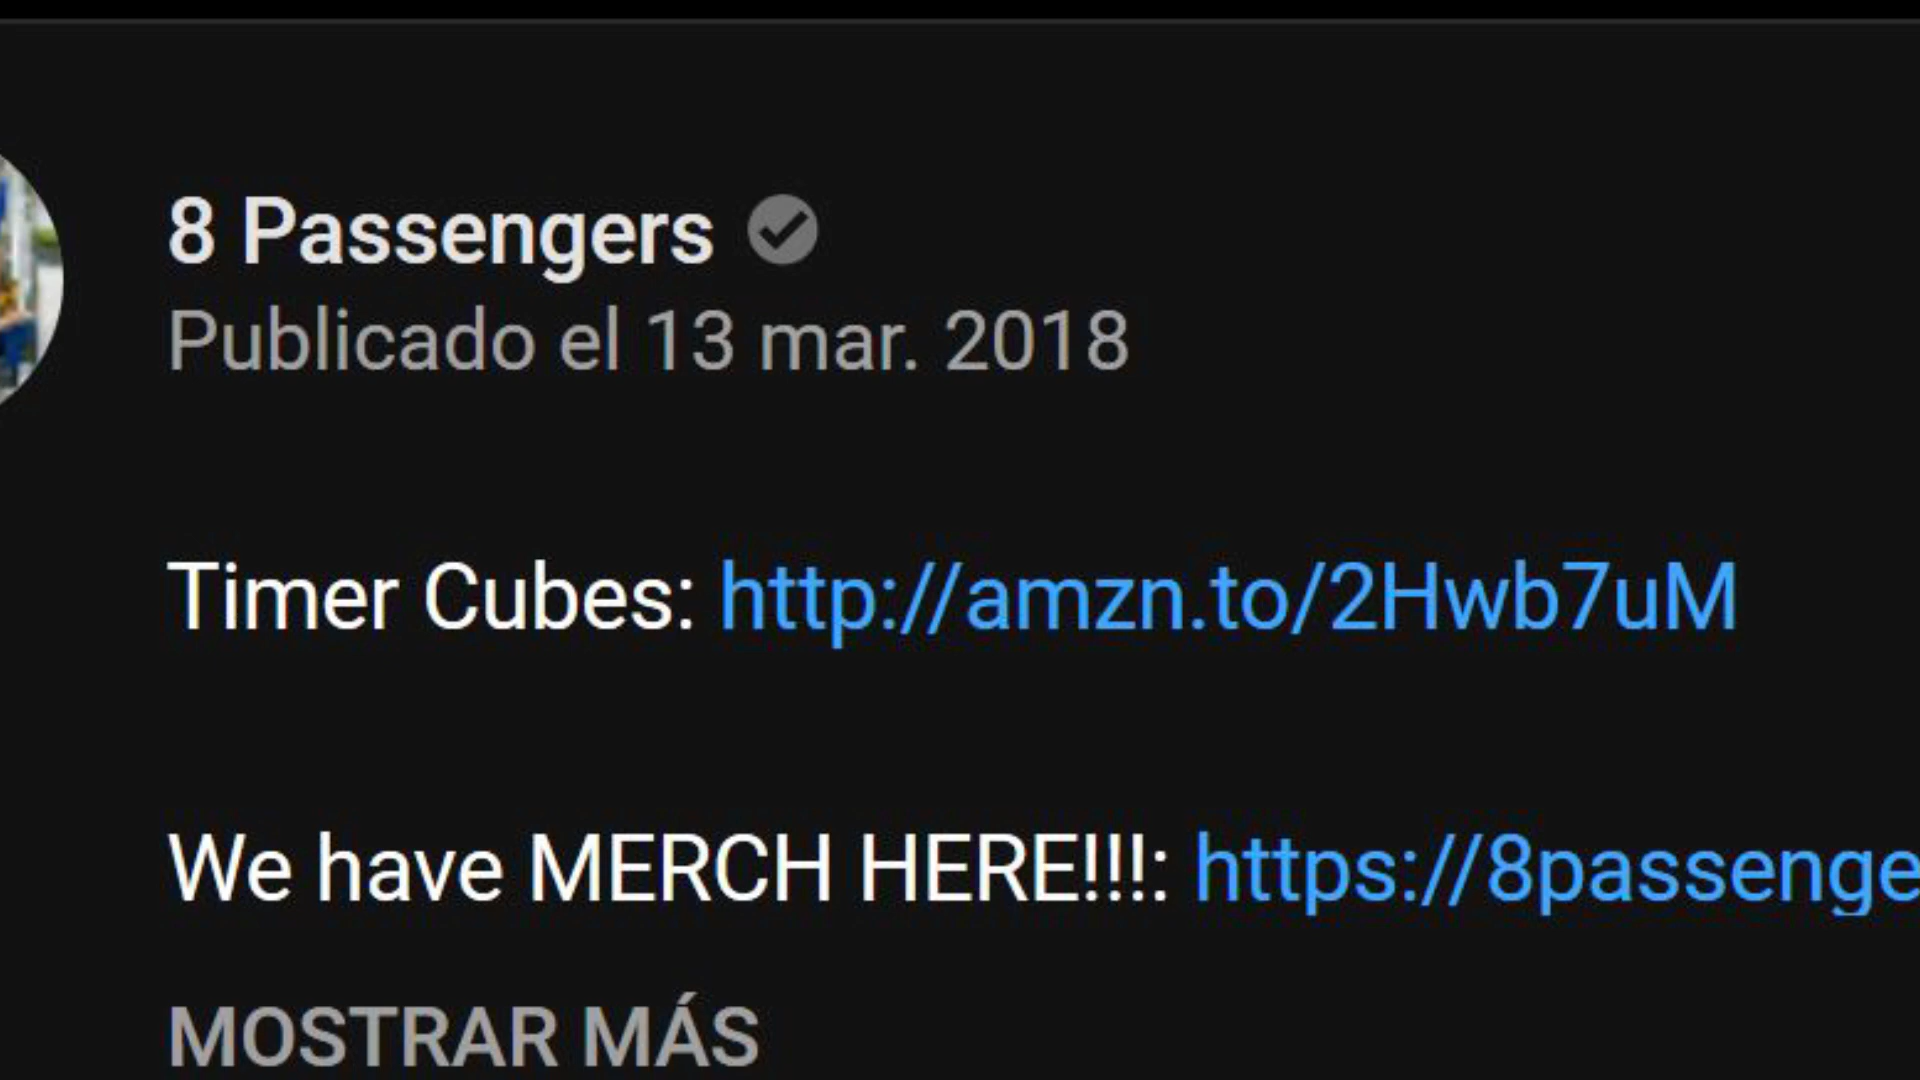 8 Passengers
Publicado el 13 mar. 2018
Timer Cubes: http://amzn.to/2Hwb7uM
We have MERCH HERE!!!: https://8passenge
MOSTRAR MÁS